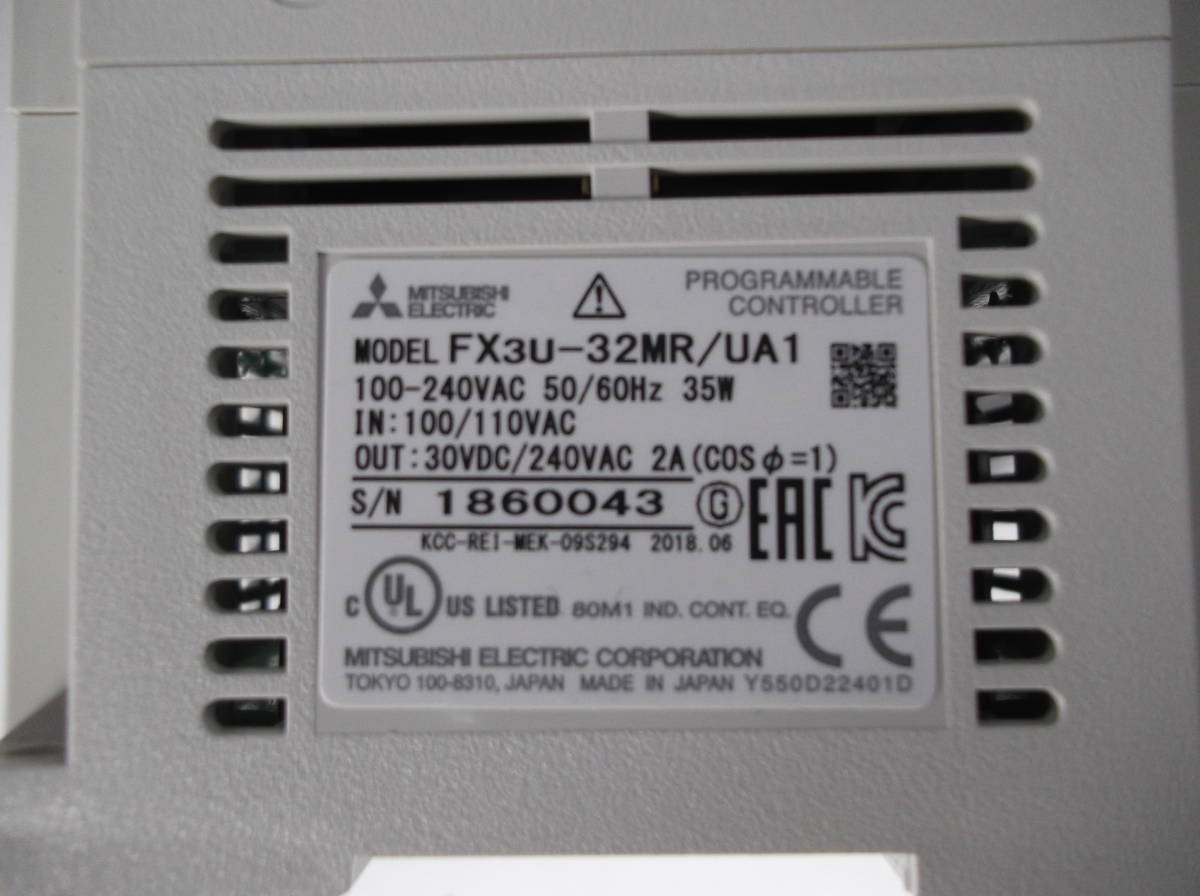 MITSUBISHI
ELECTRIC
PROGRAMMABLE
CONTROLLER
MODEL FX3U-32MR/UA1
100-240VAC 50/60Hz 35W
IN:100/110VAC
OUT:30VDC/240VAC 2A(COSφ=1)
S/N 1860043
G
EAC
KC
KCC-REI-MEK-09S294 2018.06
C UL US LISTED 80M1 IND. CONT. EQ.
CE
MITSUBISHI ELECTRIC CORPORATION
TOKYO 100-8310, JAPAN MADE IN JAPAN Y550D22401D